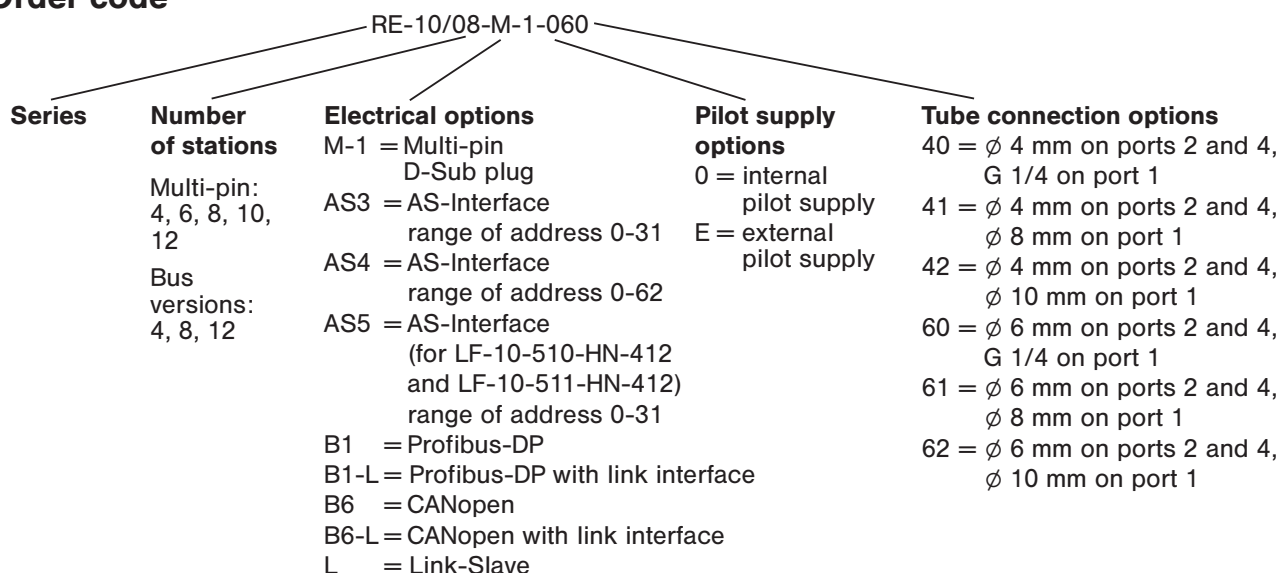 RE-10/08-M-1-060
Series
Number
of stations
Multi-pin:
4, 6, 8, 10,
12
Bus
versions:
4, 8, 12
Electrical options
M-1 = Multi-pin
D-Sub plug
AS3 = AS-Interface
range of address 0-31
AS4 = AS-Interface
range of address 0-62
AS5 = AS-Interface
(for LF-10-510-HN-412
and LF-10-511-HN-412)
range of address 0-31
B1 = Profibus-DP
B1-L = Profibus-DP with link interface
B6 = CANopen
B6-L = CANopen with link interface
L = Link-Slave
Pilot supply
options
0 = internal
pilot supply
E = external
pilot supply
Tube connection options
40 = ∅ 4 mm on ports 2 and 4,
G 1/4 on port 1
41 = ∅ 4 mm on ports 2 and 4,
∅ 8 mm on port 1
42 = ∅ 4 mm on ports 2 and 4,
∅ 10 mm on port 1
60 = ∅ 6 mm on ports 2 and 4,
G 1/4 on port 1
61 = ∅ 6 mm on ports 2 and 4,
∅ 8 mm on port 1
62 = ∅ 6 mm on ports 2 and 4,
∅ 10 mm on port 1